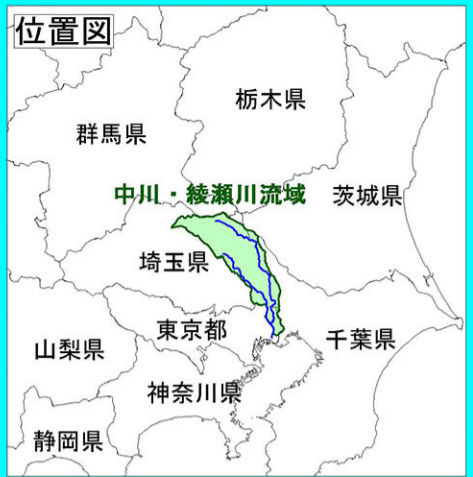 位置図
栃木県
群馬県
中川・綾瀬川流域
茨城県
埼玉県
東京都
千葉県
山梨県
神奈川県
静岡県